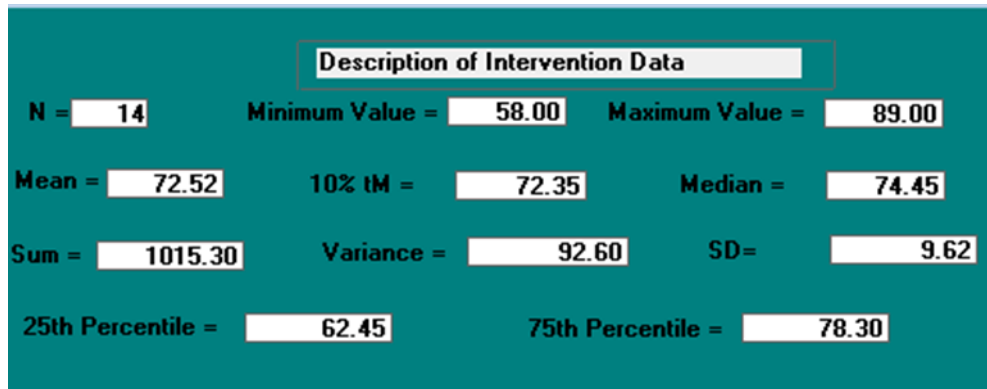 Description of Intervention Data
N = 14 Minimum Value = 58.00 Maximum Value = 89.00
Mean = 72.52 10% tM = 72.35 Median = 74.45
Sum = 1015.30 Variance = 92.60 SD= 9.62
25th Percentile = 62.45 75th Percentile = 78.30